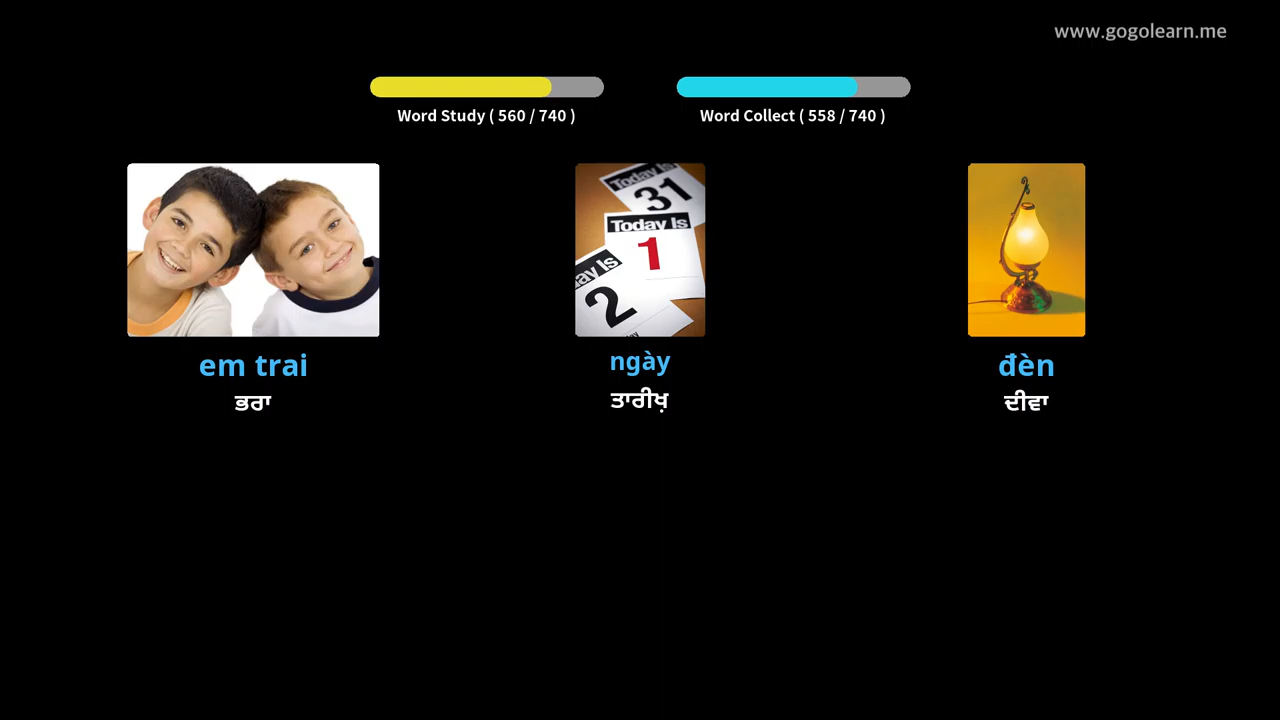 www.gogolearn.me
Word Study ( 560 / 740 )
Word Collect ( 558 / 740 )
Today Is
31
Today Is
1
ay Is
2
em trai
ngày
đèn
ਭਰਾ
ਤਾਰੀਖ਼
ਦੀਵਾ